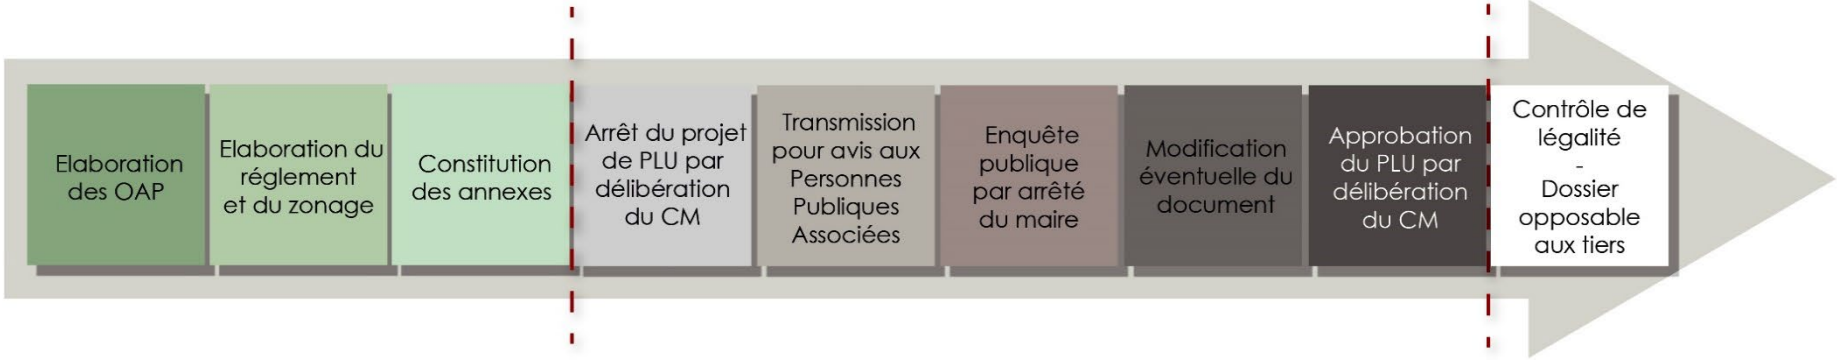 Elaboration
des OAP
Elaboration du
réglement
et du zonage
Constitution
des annexes
Arrêt du projet
de PLU par
délibération
du CM
Transmission
pour avis aux
Personnes
Publiques
Associées
Enquête
publique
par arrêté
du maire
Modification
éventuelle du
document
Approbation
du PLU par
délibération
du CM
Contrôle de
légalité
-
Dossier
opposable
aux tiers